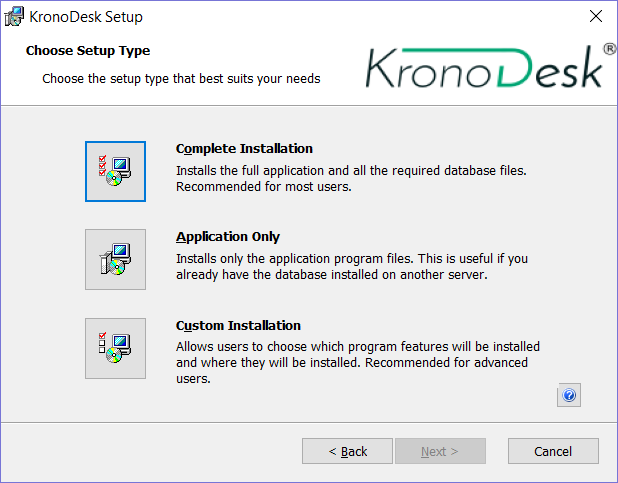 KronoDesk Setup
Choose Setup Type
Choose the setup type that best suits your needs
KronoDesk®
Complete Installation
Installs the full application and all the required database files.
Recommended for most users.
Application Only
Installs only the application program files. This is useful if you
already have the database installed on another server.
Custom Installation
Allows users to choose which program features will be installed
and where they will be installed. Recommended for advanced
users.
?
< Back
Next >
Cancel